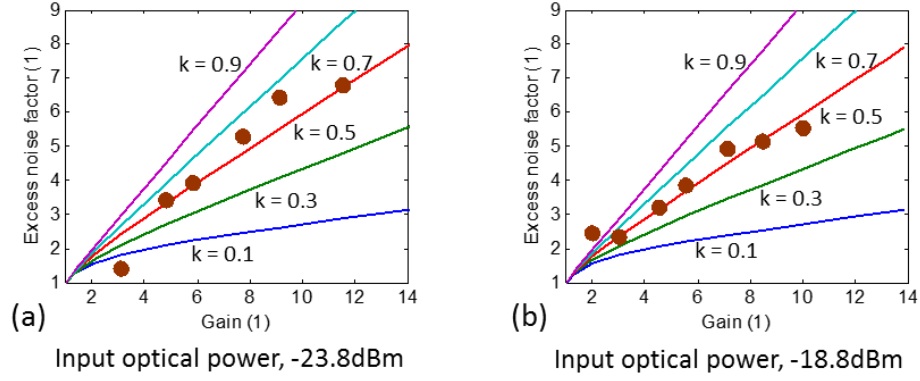 9
8
7
6
5
4
3
2
1
Excess noise factor (1)
k = 0.9
k = 0.7
k = 0.5
k = 0.3
k = 0.1
2 4 6 8 10 12 14
Gain (1)
(a)
Input optical power, -23.8dBm
9
8
7
6
5
4
3
2
1
Excess noise factor (1)
k = 0.9
k = 0.7
k = 0.5
k = 0.3
k = 0.1
2 4 6 8 10 12 14
Gain (1)
(b)
Input optical power, -18.8dBm